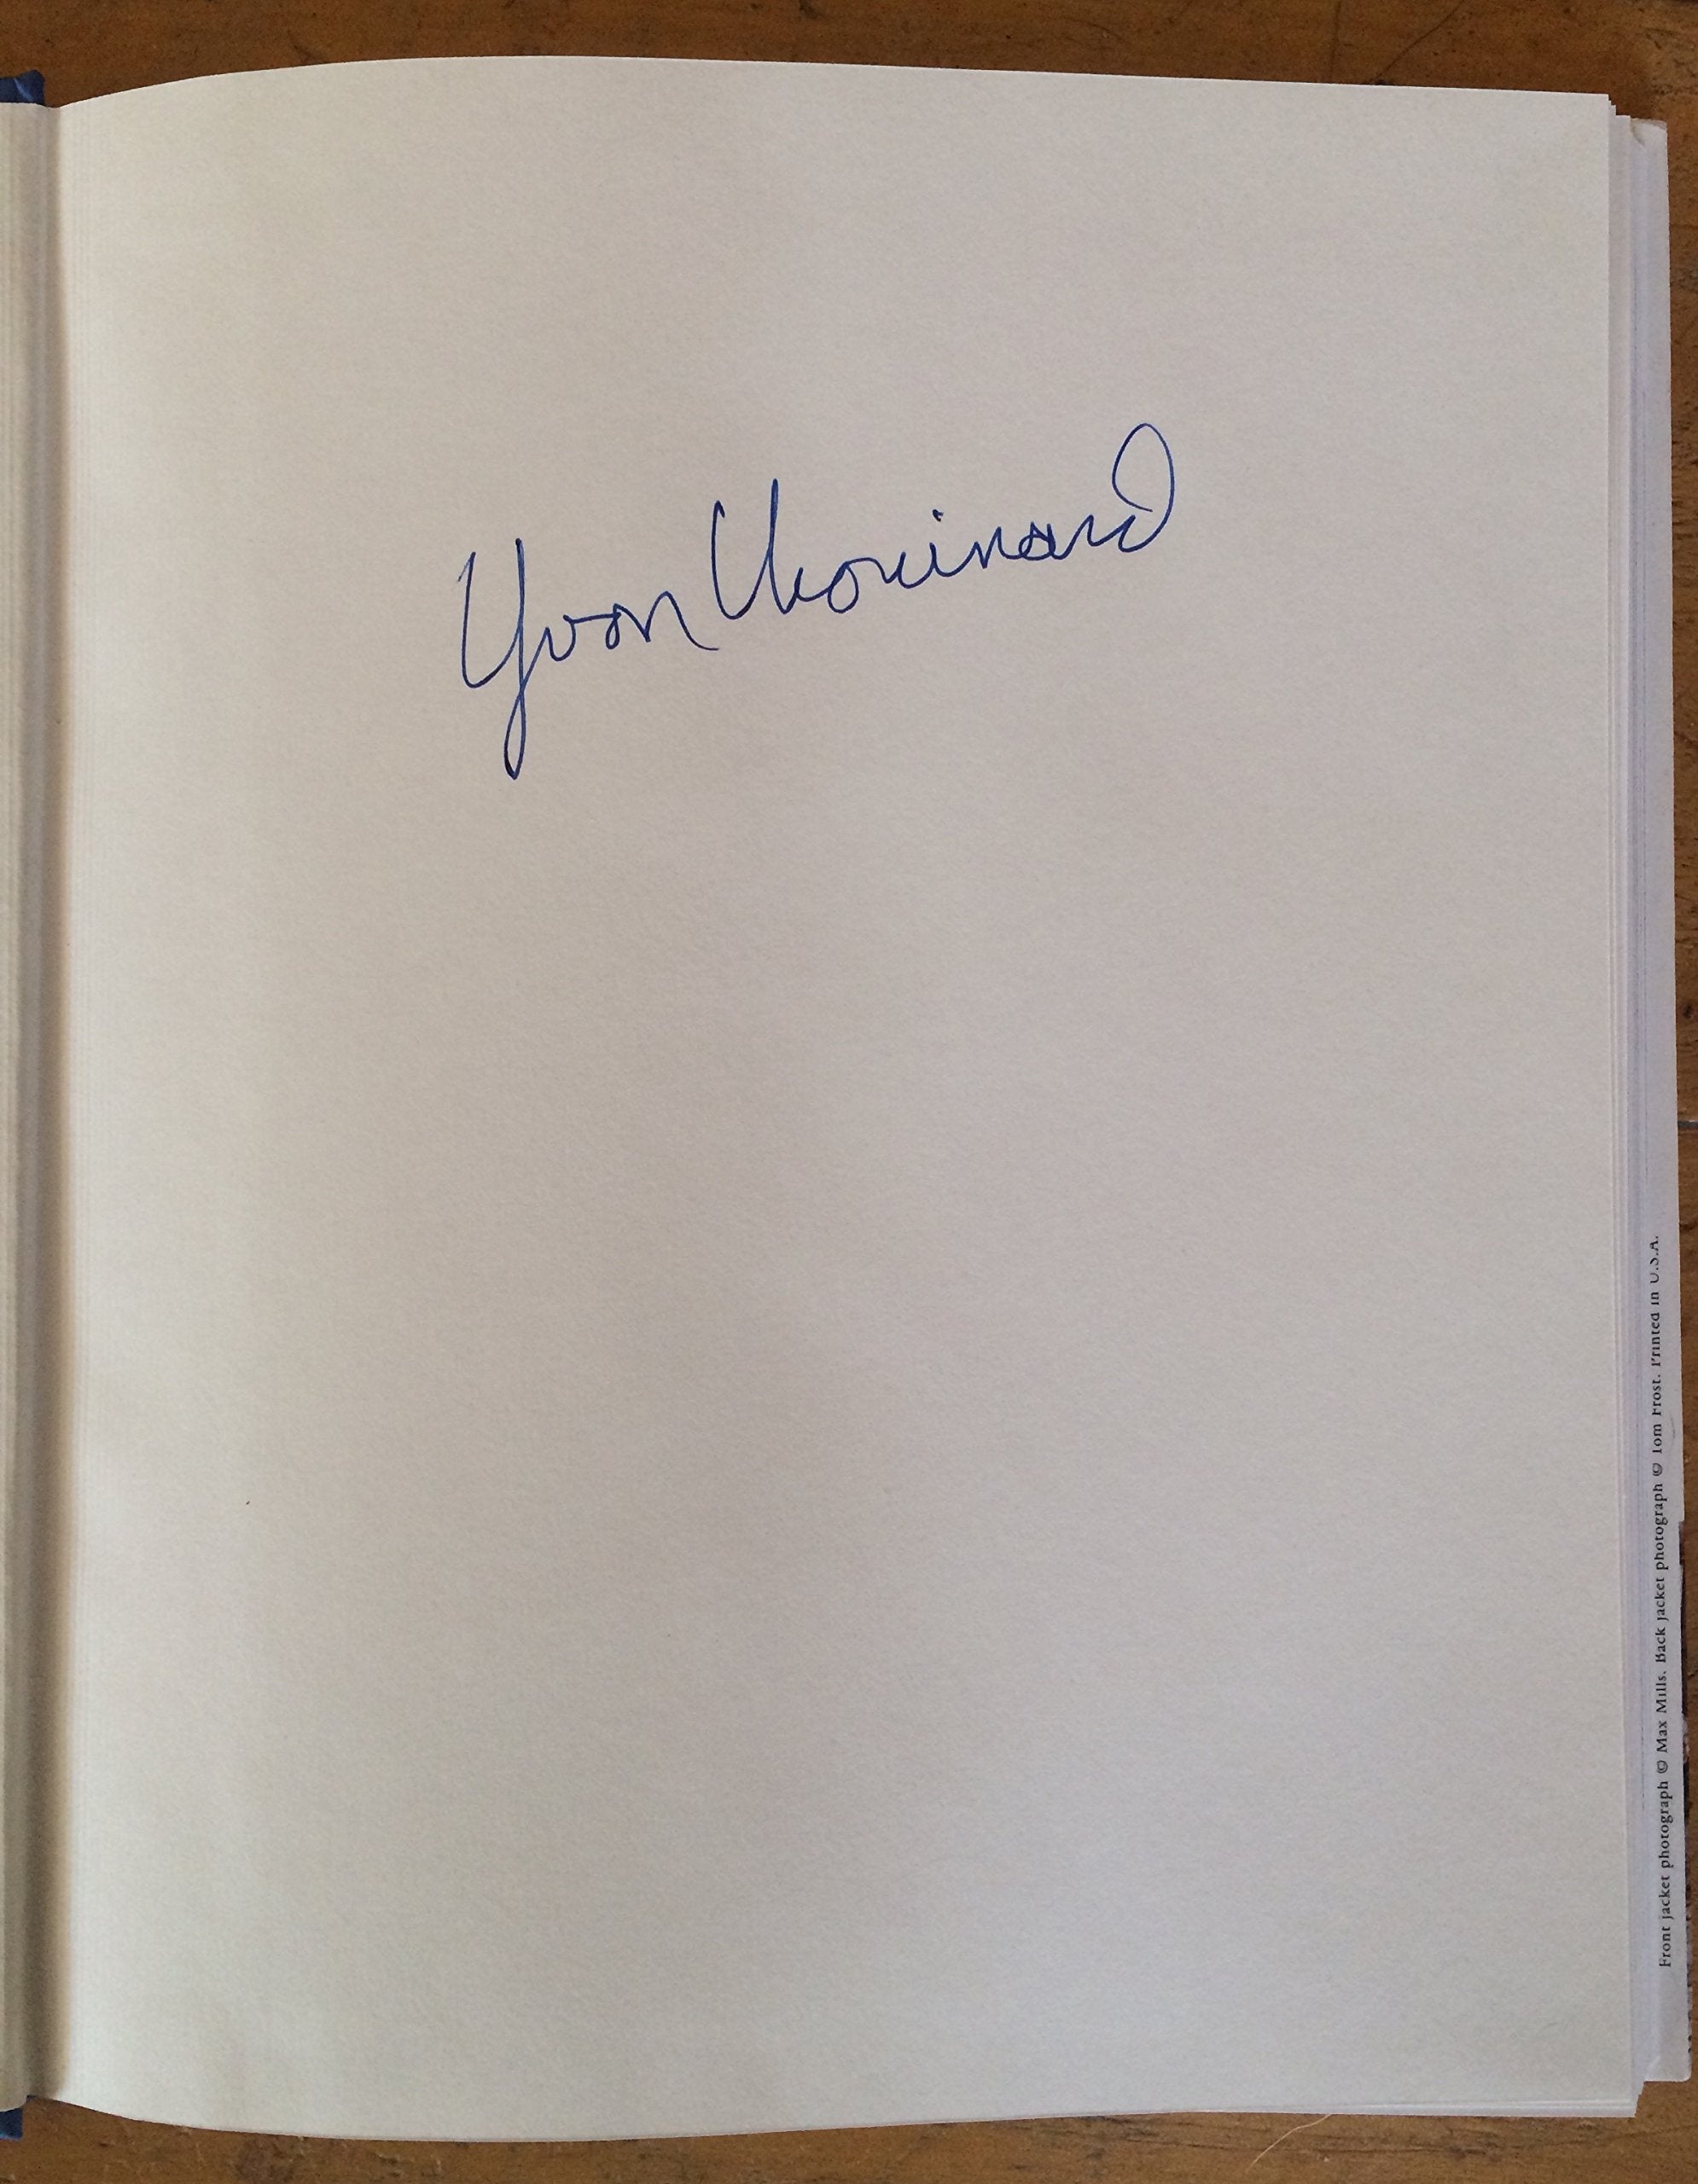 Yvon Chouinard
Front jacket photograph © Max Mills. Back jacket photograph © Tom Frost. Printed in U.S.A.